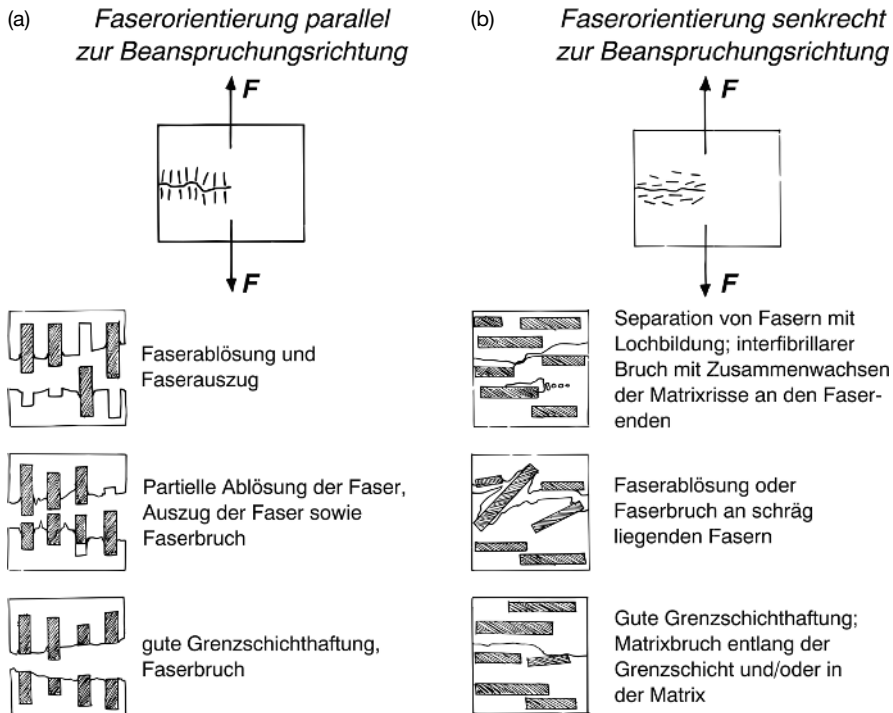 (a)
Faserorientierung parallel
zur Beanspruchungsrichtung
F
F
Faserablösung und
Faserauszug
Partielle Ablösung der Faser,
Auszug der Faser sowie
Faserbruch
gute Grenzschichthaftung,
Faserbruch
(b)
Faserorientierung senkrecht
zur Beanspruchungsrichtung
F
F
Separation von Fasern mit
Lochbildung; interfibrillarer
Bruch mit Zusammenwachsen
der Matrixrisse an den Faser-
enden
Faserablösung oder
Faserbruch an schräg
liegenden Fasern
Gute Grenzschichthaftung;
Matrixbruch entlang der
Grenzschicht und/oder in
der Matrix